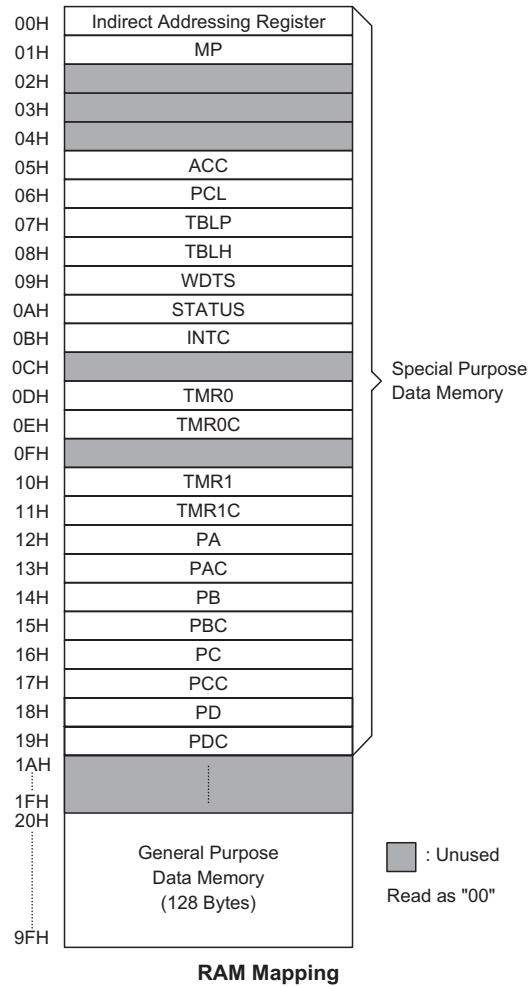 00H Indirect Addressing Register
01H MP
02H
03H
04H
05H ACC
06H PCL
07H TBLP
08H TBLH
09H WDTS
0AH STATUS
0BH INTC
0CH
Special Purpose
Data Memory
0DH TMR0
0EH TMR0C
0FH
10H TMR1
11H TMR1C
12H PA
13H PAC
14H PB
15H PBC
16H PC
17H PCC
18H PD
19H PDC
1AH
1FH
20H
General Purpose
Data Memory
(128 Bytes)
9FH
: Unused
Read as "00"
RAM Mapping